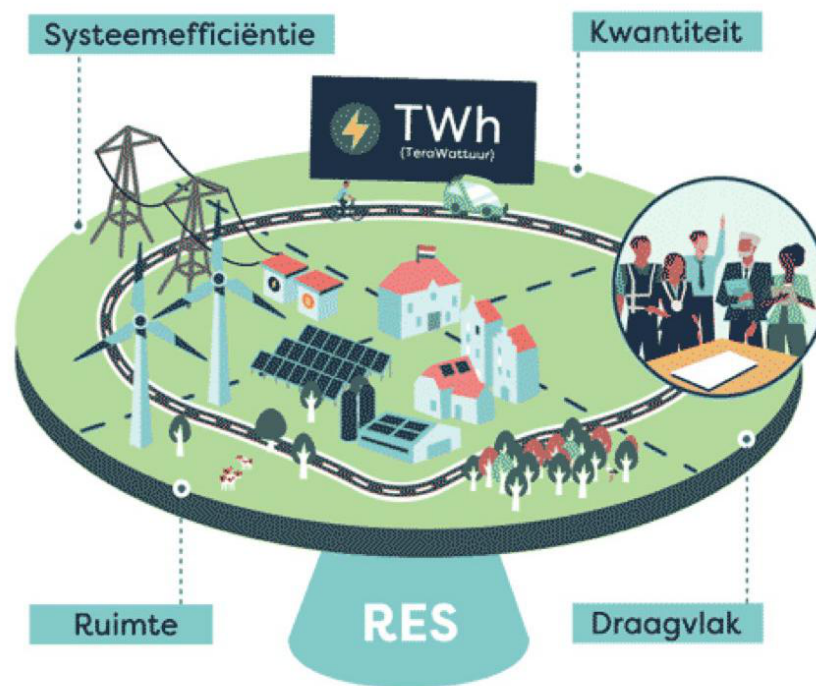 Systeemefficiëntie
Kwantiteit
TWh
(TeraWattuur)
Ruimte
RES
Draagvlak